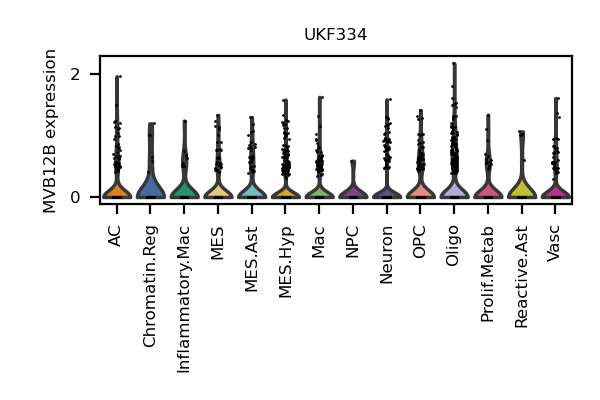 UKF334
MVB12B expression
2
0
AC
Chromatin.Reg
Inflammatory.Mac
MES
MES.Ast
MES.Hyp
Mac
NPC
Neuron
OPC
Oligo
Prolif.Metab
Reactive.Ast
Vasc